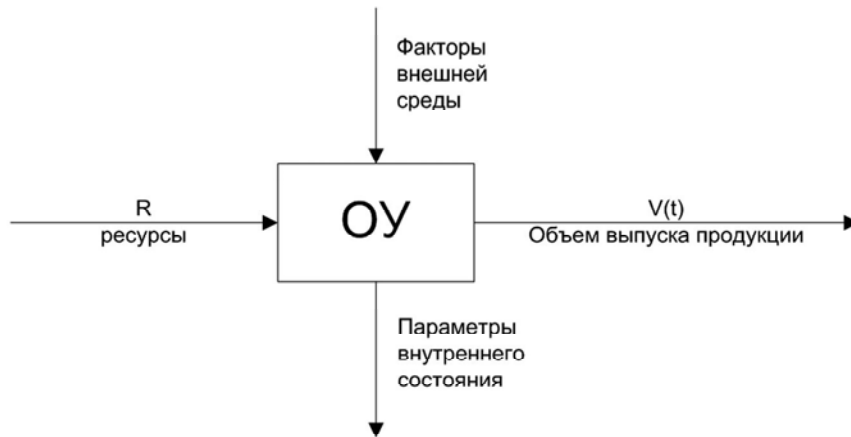 Факторы
внешней
среды
R
ресурсы
ОУ
V(t)
Объем выпуска продукции
Параметры
внутреннего
состояния